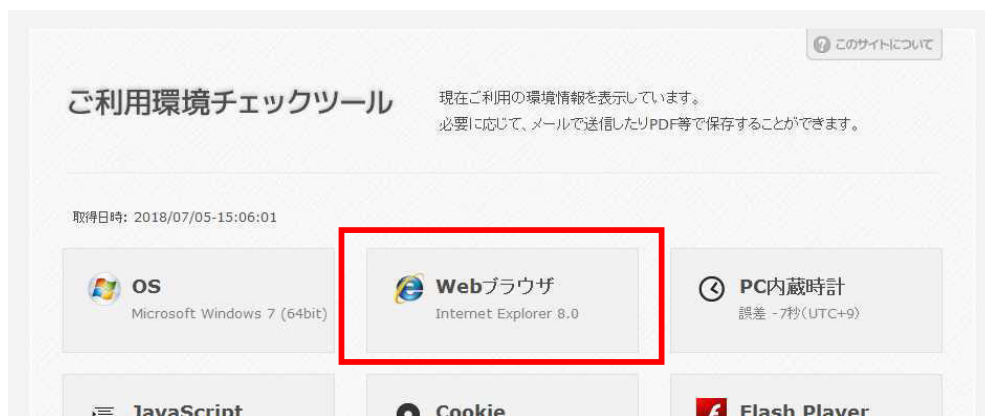 このサイトについて
ご利用環境チェックツール
現在ご利用の環境情報を表示しています。
必要に応じて、メールで送信したりPDF等で保存することができます。
取得日時: 2018/07/05-15:06:01
OS
Microsoft Windows 7 (64bit)
Webブラウザ
Internet Explorer 8.0
PC内蔵時計
誤差 -7秒(UTC+9)
JavaScript
Cookie
Flash Player